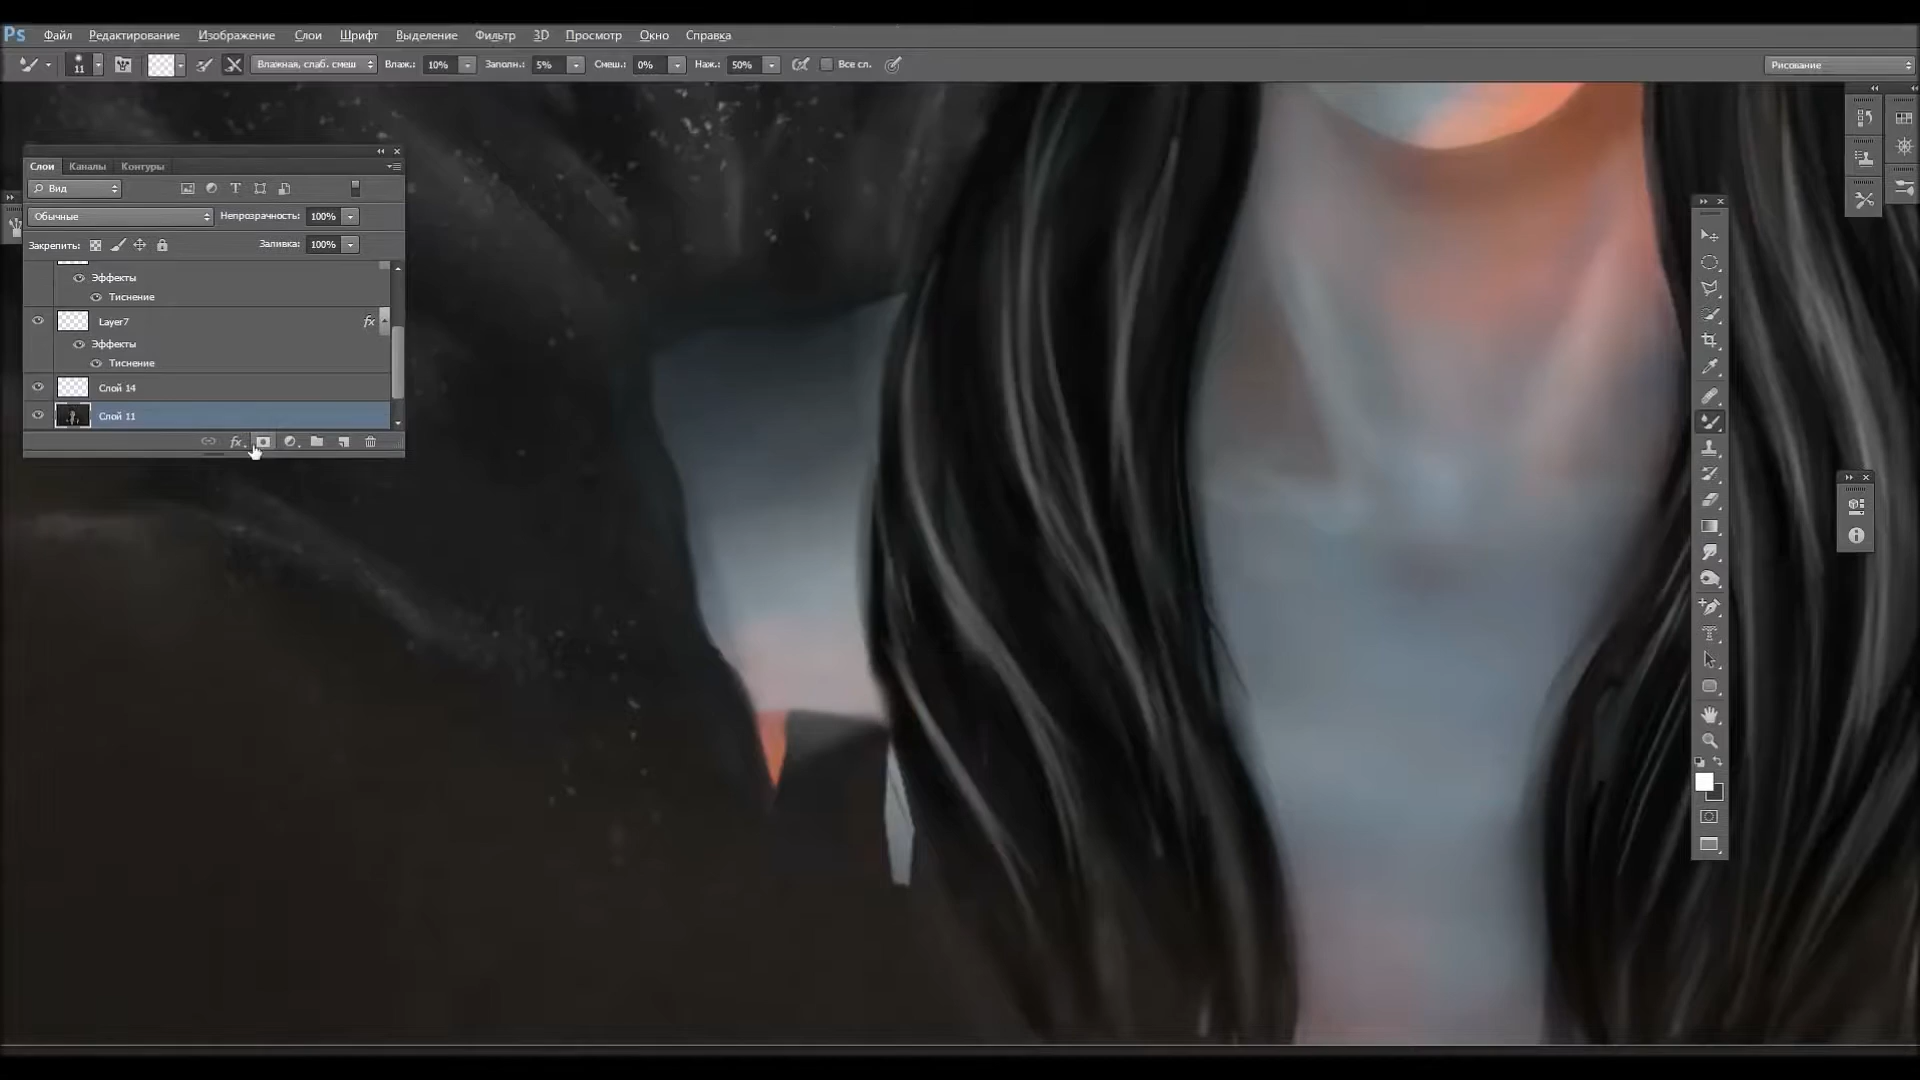 Ps Файл Редактирование Изображение Слои Шрифт Выделение Фильтр 3D Просмотр Окно Справка
11 Влажная, слаб. смеш Влаж.: 10% Заполн.: 5% Смеш.: 0% Наж.: 50% Все сл. Рисование
Слои Каналы Контуры
Вид
Обычные Непрозрачность: 100%
Закрепить: Заливка: 100%
Эффекты
Тиснение
Layer7 fx
Эффекты
Тиснение
Слой 14
Слой 11
fx